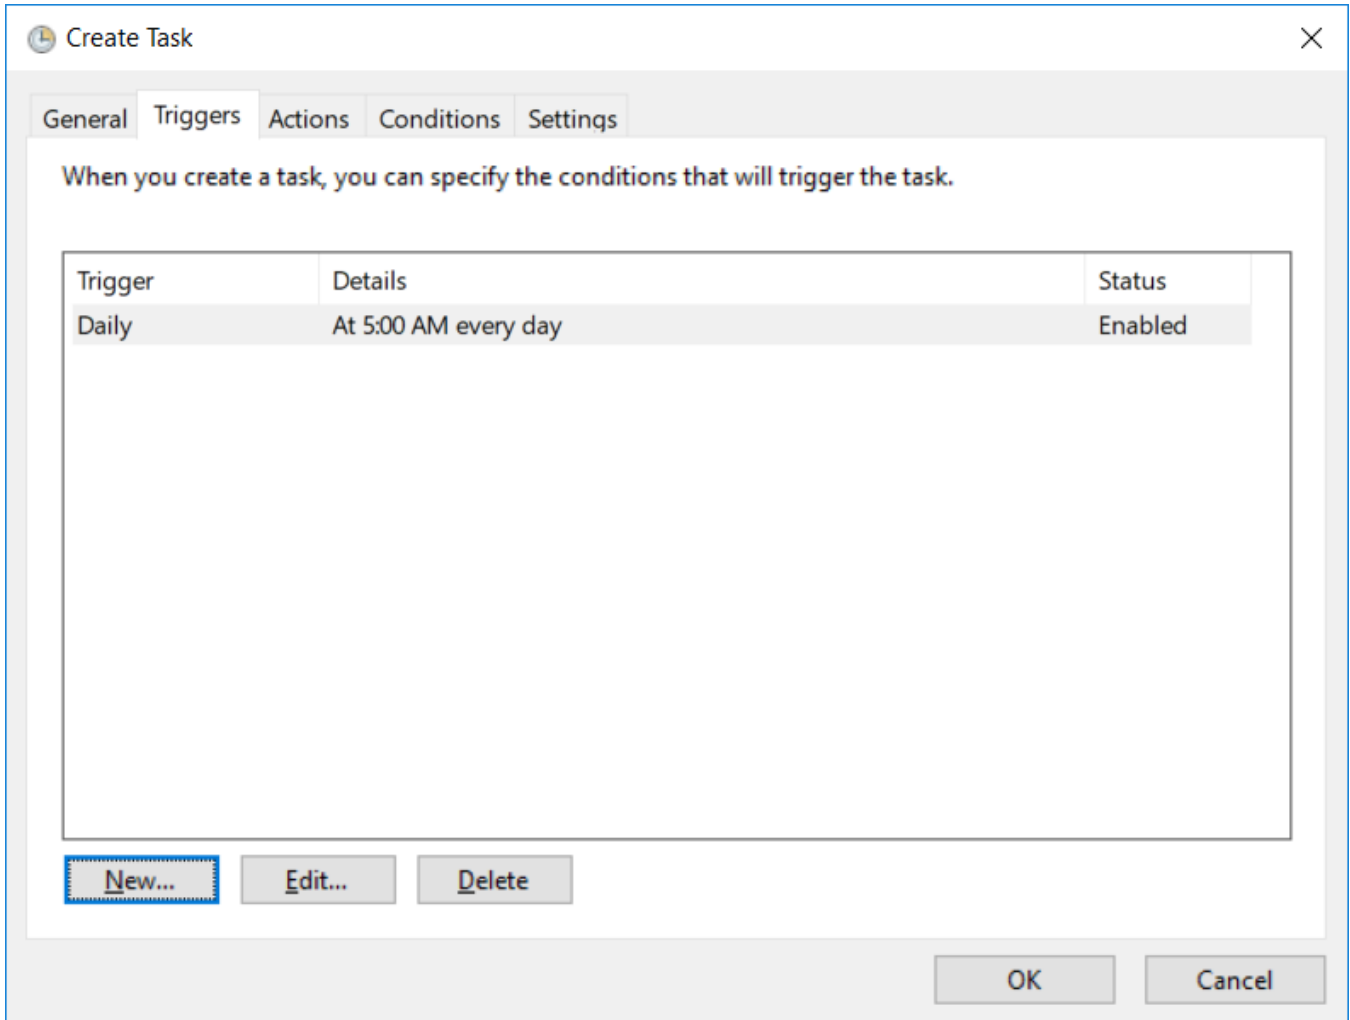 Create Task
General Triggers Actions Conditions Settings
When you create a task, you can specify the conditions that will trigger the task.
Trigger Details Status
Daily At 5:00 AM every day Enabled
New... Edit... Delete
OK Cancel